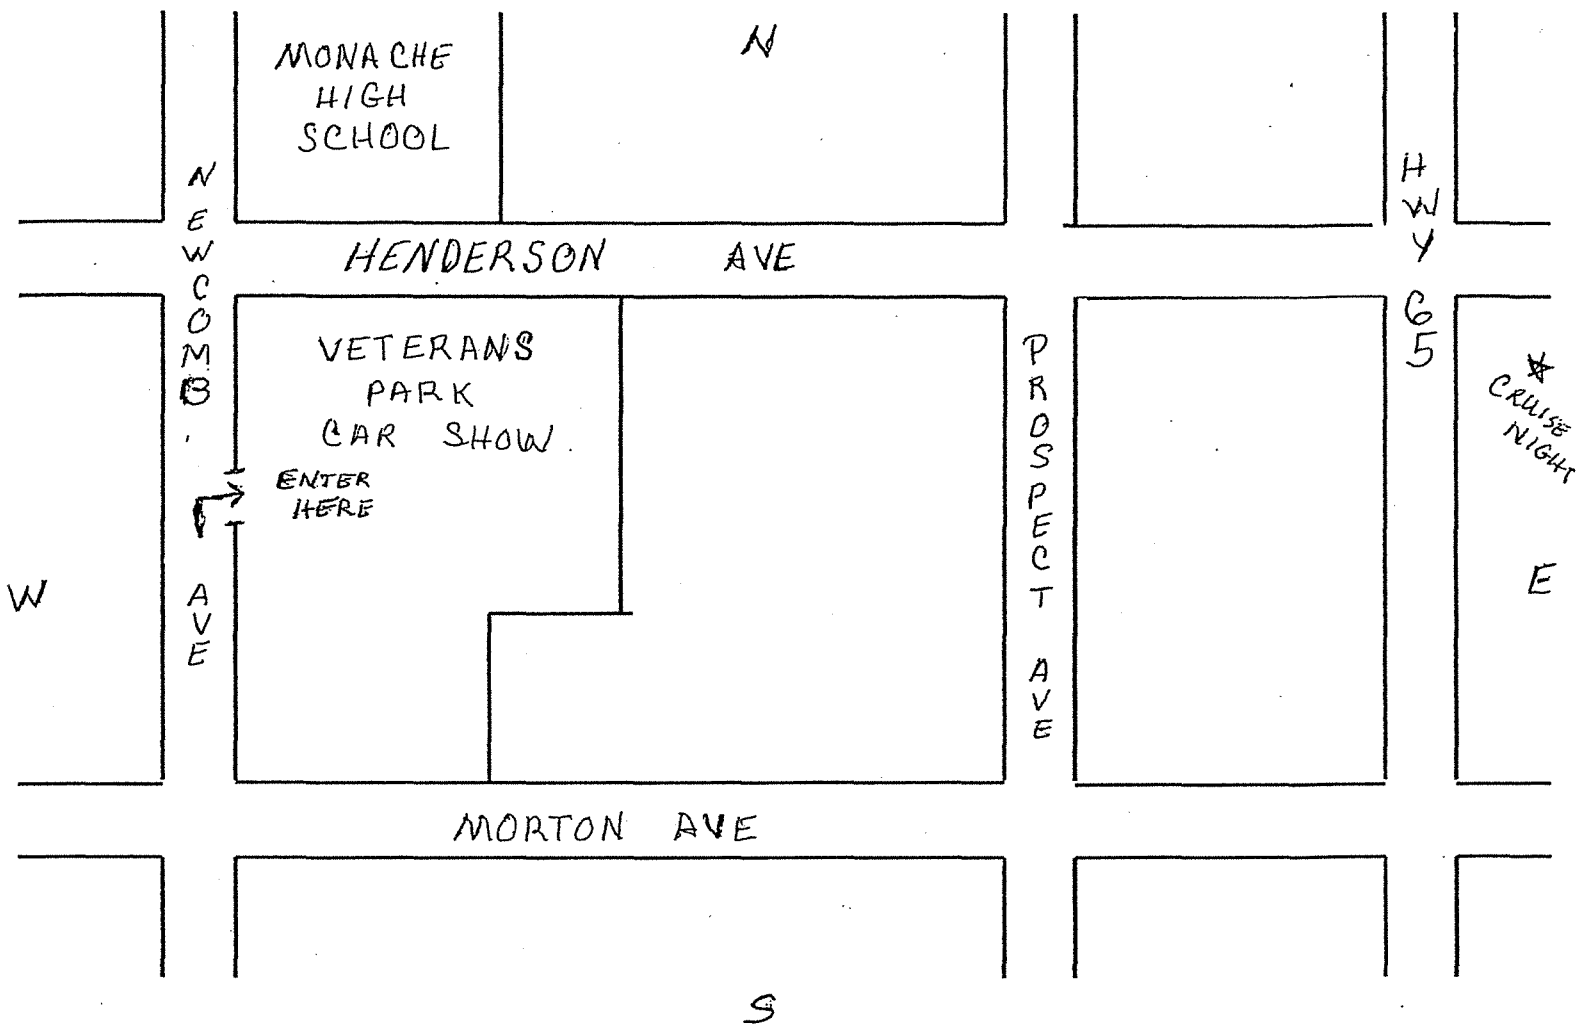 MONACHE
HIGH
SCHOOL
N
NEWCOMB AVE
HWY 65
HENDERSON AVE
VETERANS
PARK
CAR SHOW
ENTER
HERE
PROSPECT AVE
CRUISE
NIGHT
W
E
MORTON AVE
S